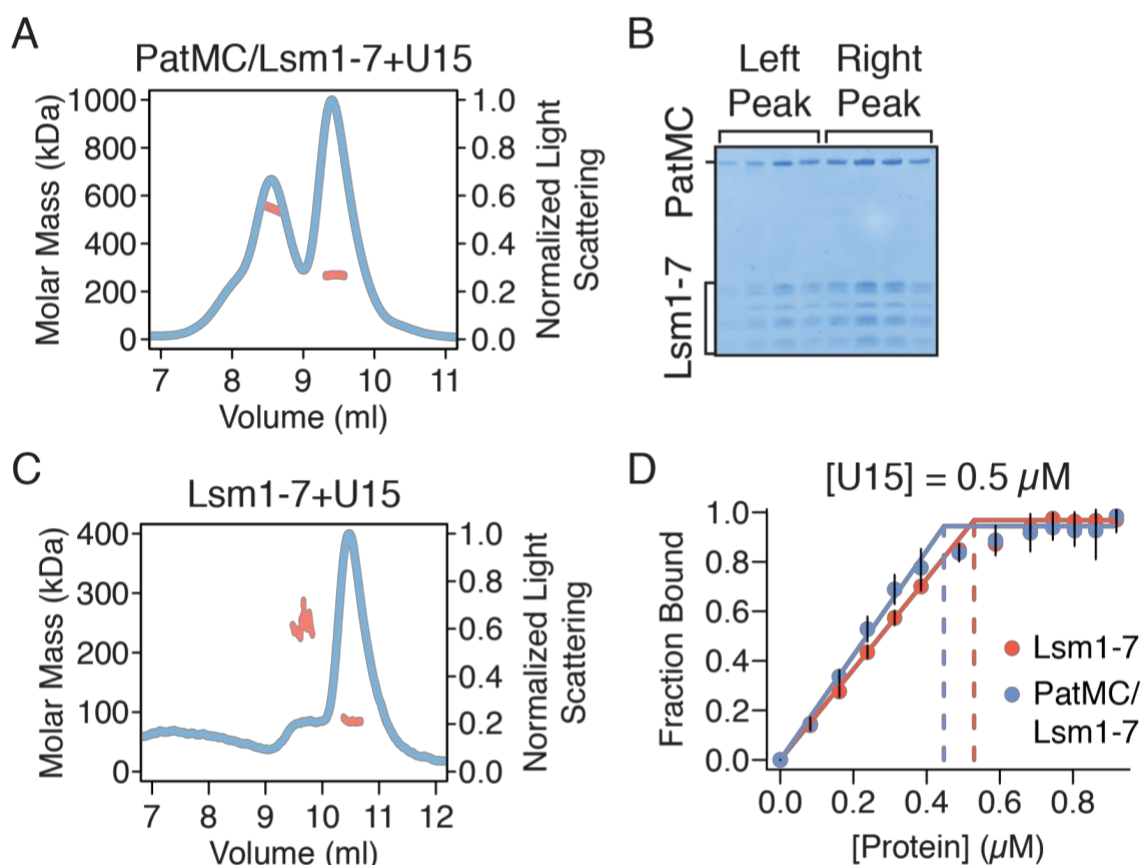 A
PatMC/Lsm1-7+U15
Molar Mass (kDa)
1000
800
600
400
200
0
1.0
0.8
0.6
0.4
0.2
0.0
Normalized Light
Scattering
7 8 9 10 11
Volume (ml)
B
Left
Peak
Right
Peak
PatMC
Lsm1-7
C
Lsm1-7+U15
Molar Mass (kDa)
400
300
200
100
0
1.0
0.8
0.6
0.4
0.2
0.0
Normalized Light
Scattering
7 8 9 10 11 12
Volume (ml)
D
[U15] = 0.5 μM
Fraction Bound
1.0
0.8
0.6
0.4
0.2
0.0
Lsm1-7
PatMC/
Lsm1-7
0.0 0.2 0.4 0.6 0.8
[Protein] (μM)